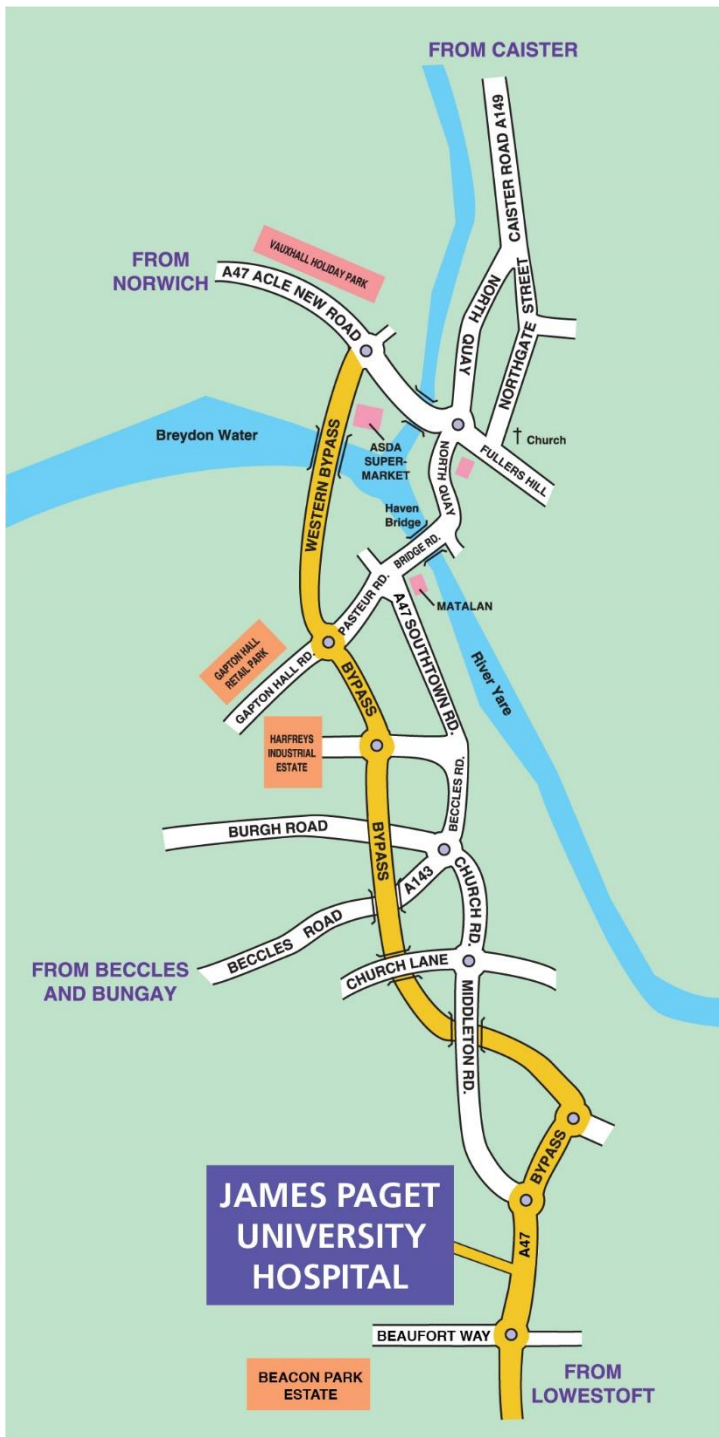 FROM CAISTER
CAISTER ROAD A149
VAUXHALL HOLIDAY PARK
FROM
NORWICH
A47 ACLE NEW ROAD
NORTH
QUAY
NORTHGATE
STREET
Breydon Water
ASDA
SUPER-
MARKET
Church
FULLERS HILL
NORTH
QUAY
WESTERN BYPASS
Haven
Bridge
BRIDGE RD.
PASTEUR RD.
MATALAN
A47 SOUTHTOWN RD.
River Yare
GAPTON HALL
RETAIL PARK
GAPTON HALL RD.
BYPASS
HARFREYS
INDUSTRIAL
ESTATE
BECCLES RD.
BURGH ROAD
BYPASS
CHURCH RD.
A143
BECCLES ROAD
FROM BECCLES
AND BUNGAY
CHURCH LANE
MIDDLETON RD.
BYPASS
JAMES PAGET
UNIVERSITY
HOSPITAL
A47
BEAUFORT WAY
BEACON PARK
ESTATE
FROM
LOWESTOFT